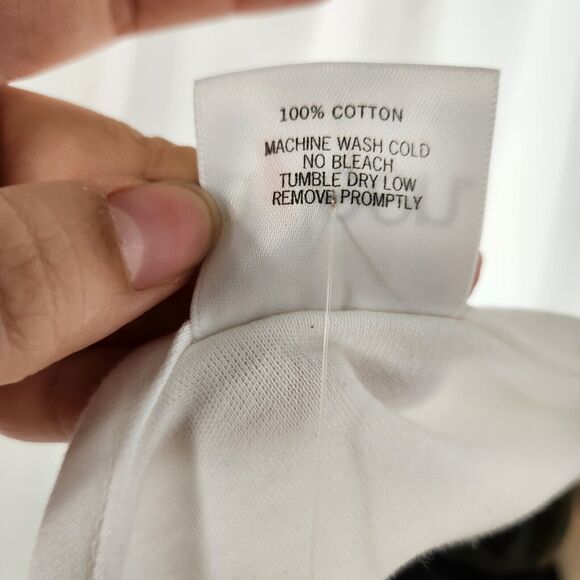 100% COTTON
MACHINE WASH COLD
NO BLEACH
TUMBLE DRY LOW
REMOVE PROMPTLY